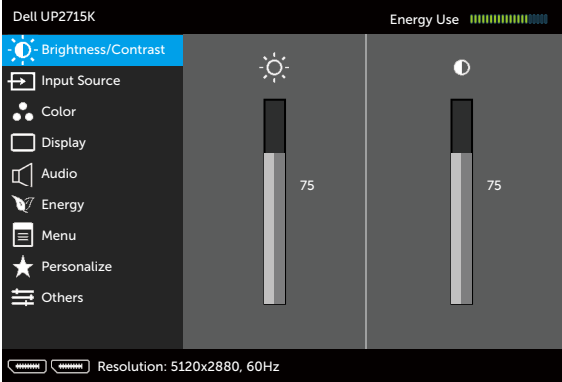 Dell UP2715K
Energy Use
Brightness/Contrast
Input Source
Color
Display
Audio
Energy
Menu
Personalize
Others
75
75
Resolution: 5120x2880, 60Hz